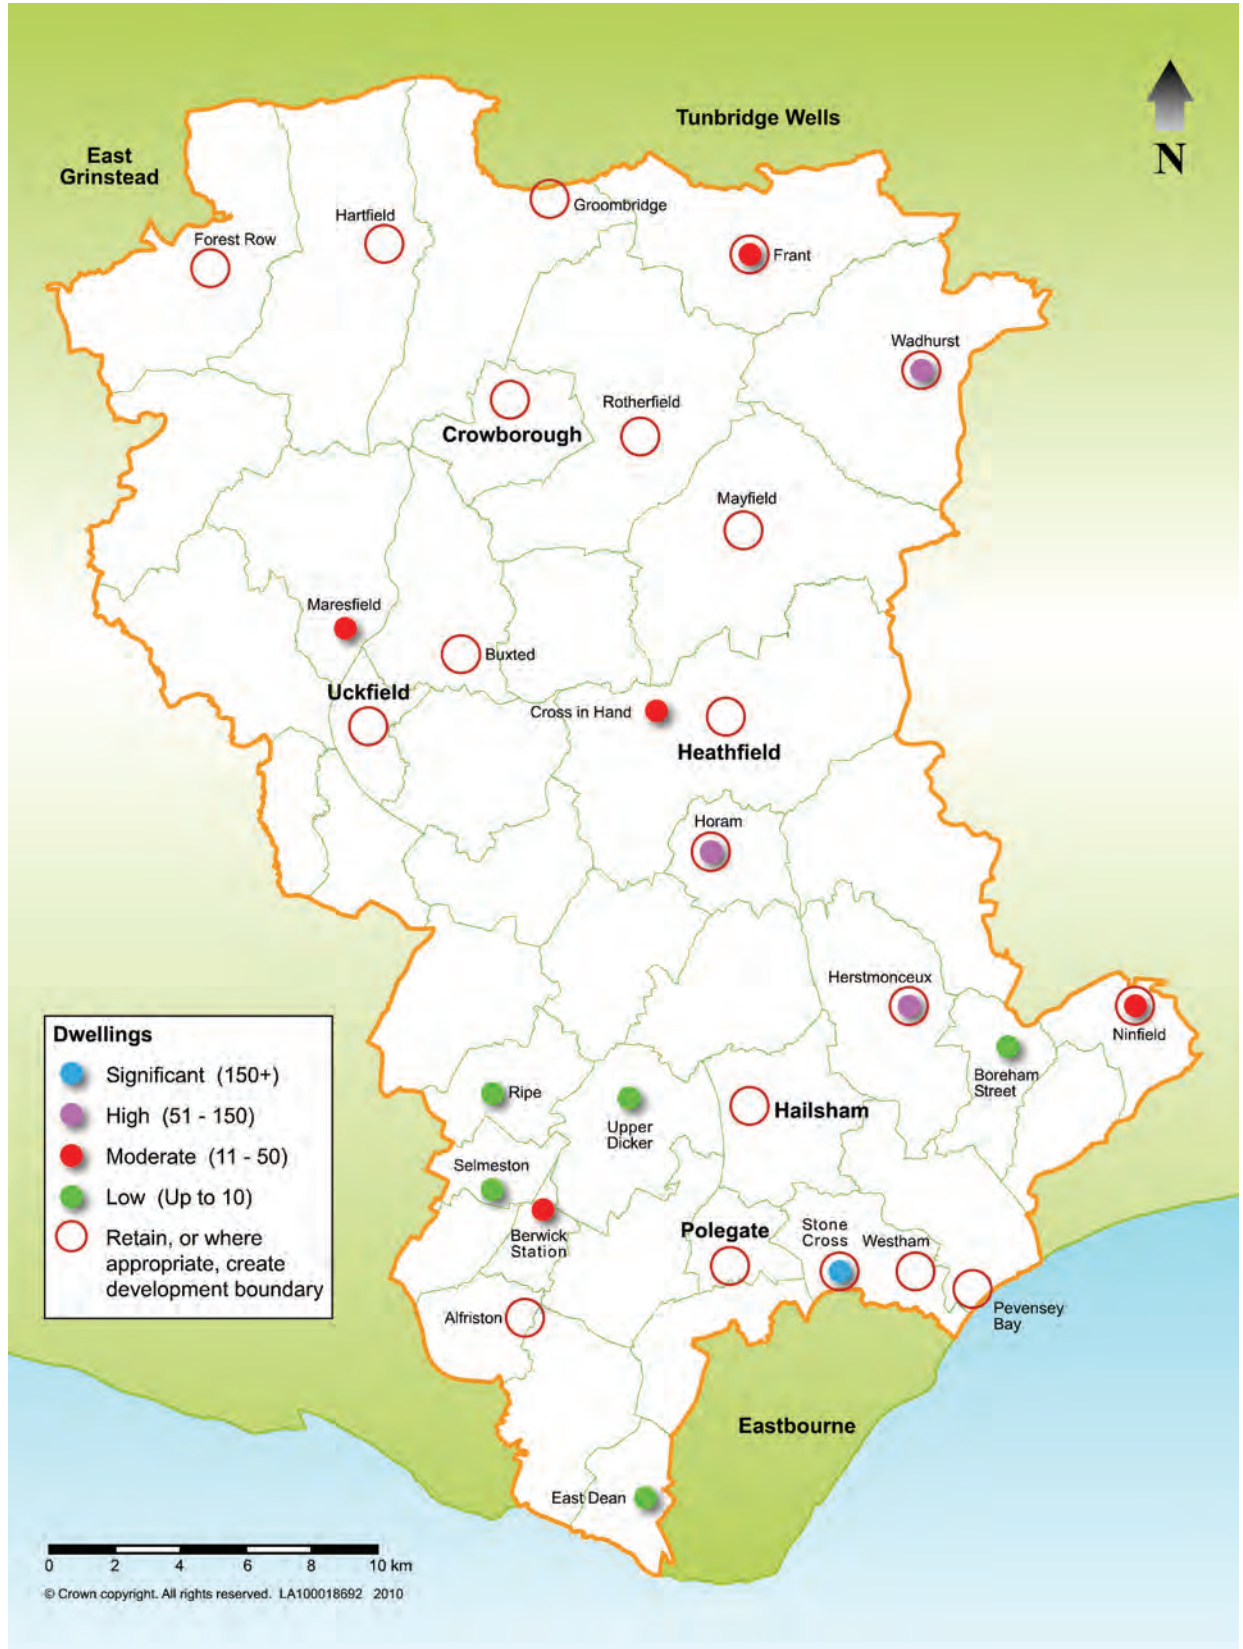 Tunbridge Wells
N
East
Grinstead
Groombridge
Hartfield
Forest Row
Frant
Wadhurst
Rotherfield
Crowborough
Mayfield
Maresfield
Buxted
Uckfield
Cross in Hand
Heathfield
Horam
Herstmonceux
Ninfield
Boreham
Street
Ripe
Upper
Dicker
Hailsham
Selmeston
Berwick
Station
Polegate
Stone
Cross
Westham
Pevensey
Bay
Alfriston
Eastbourne
East Dean
Dwellings
Significant (150+)
High (51 - 150)
Moderate (11 - 50)
Low (Up to 10)
Retain, or where
appropriate, create
development boundary
0 2 4 6 8 10 km
© Crown copyright. All rights reserved. LA100018692 2010